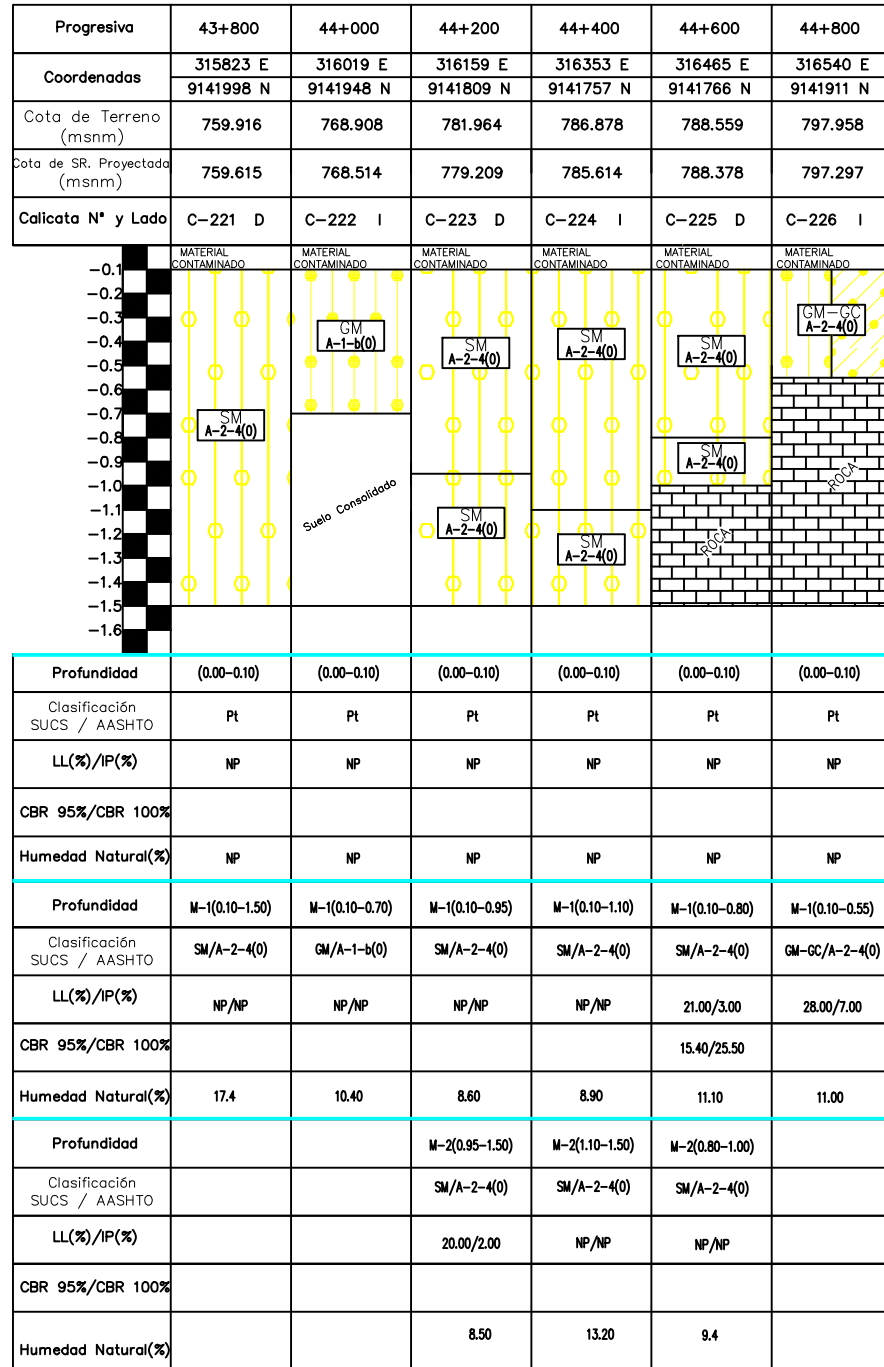 Progresiva 43+800 44+000 44+200 44+400 44+600 44+800
Coordenadas
315823 E 316019 E 316159 E 316353 E 316465 E 316540 E
9141998 N 9141948 N 9141809 N 9141757 N 9141766 N 9141911 N
Cota de Terreno
(msnm)
759.916 768.908 781.964 786.878 788.559 797.958
Cota de SR. Proyectada
(msnm)
759.615 768.514 779.209 785.614 788.378 797.297
Calicata N° y Lado C-221 D C-222 I C-223 D C-224 I C-225 D C-226 I
MATERIAL MATERIAL MATERIAL MATERIAL MATERIAL MATERIAL
CONTAMINADO CONTAMINADO CONTAMINADO CONTAMINADO CONTAMINADO CONTAMINADO
-0.1
-0.2
-0.3
-0.4
-0.5
-0.6
-0.7
-0.8
-0.9
-1.0
-1.1
-1.2
-1.3
-1.4
-1.5
-1.6
SM
A-2-4(0)
GM
A-1-b(0)
Suelo Consolidado
SM
A-2-4(0)
SM
A-2-4(0)
SM
A-2-4(0)
SM
A-2-4(0)
SM
A-2-4(0)
SM
A-2-4(0)
ROCA
GM-GC
A-2-4(0)
ROCA
Profundidad (0.00-0.10) (0.00-0.10) (0.00-0.10) (0.00-0.10) (0.00-0.10) (0.00-0.10)
Clasificación
SUCS / AASHTO
Pt Pt Pt Pt Pt Pt
LL(%)/IP(%) NP NP NP NP NP NP
CBR 95%/CBR 100%
Humedad Natural(%) NP NP NP NP NP NP
Profundidad M-1(0.10-1.50) M-1(0.10-0.70) M-1(0.10-0.95) M-1(0.10-1.10) M-1(0.10-0.80) M-1(0.10-0.55)
Clasificación
SUCS / AASHTO
SM/A-2-4(0) GM/A-1-b(0) SM/A-2-4(0) SM/A-2-4(0) SM/A-2-4(0) GM-GC/A-2-4(0)
LL(%)/IP(%) NP/NP NP/NP NP/NP NP/NP 21.00/3.00 28.00/7.00
CBR 95%/CBR 100% 15.40/25.50
Humedad Natural(%) 17.4 10.40 8.60 8.90 11.10 11.00
Profundidad M-2(0.95-1.50) M-2(1.10-1.50) M-2(0.80-1.00)
Clasificación
SUCS / AASHTO
SM/A-2-4(0) SM/A-2-4(0) SM/A-2-4(0)
LL(%)/IP(%) 20.00/2.00 NP/NP NP/NP
CBR 95%/CBR 100%
Humedad Natural(%) 8.50 13.20 9.4